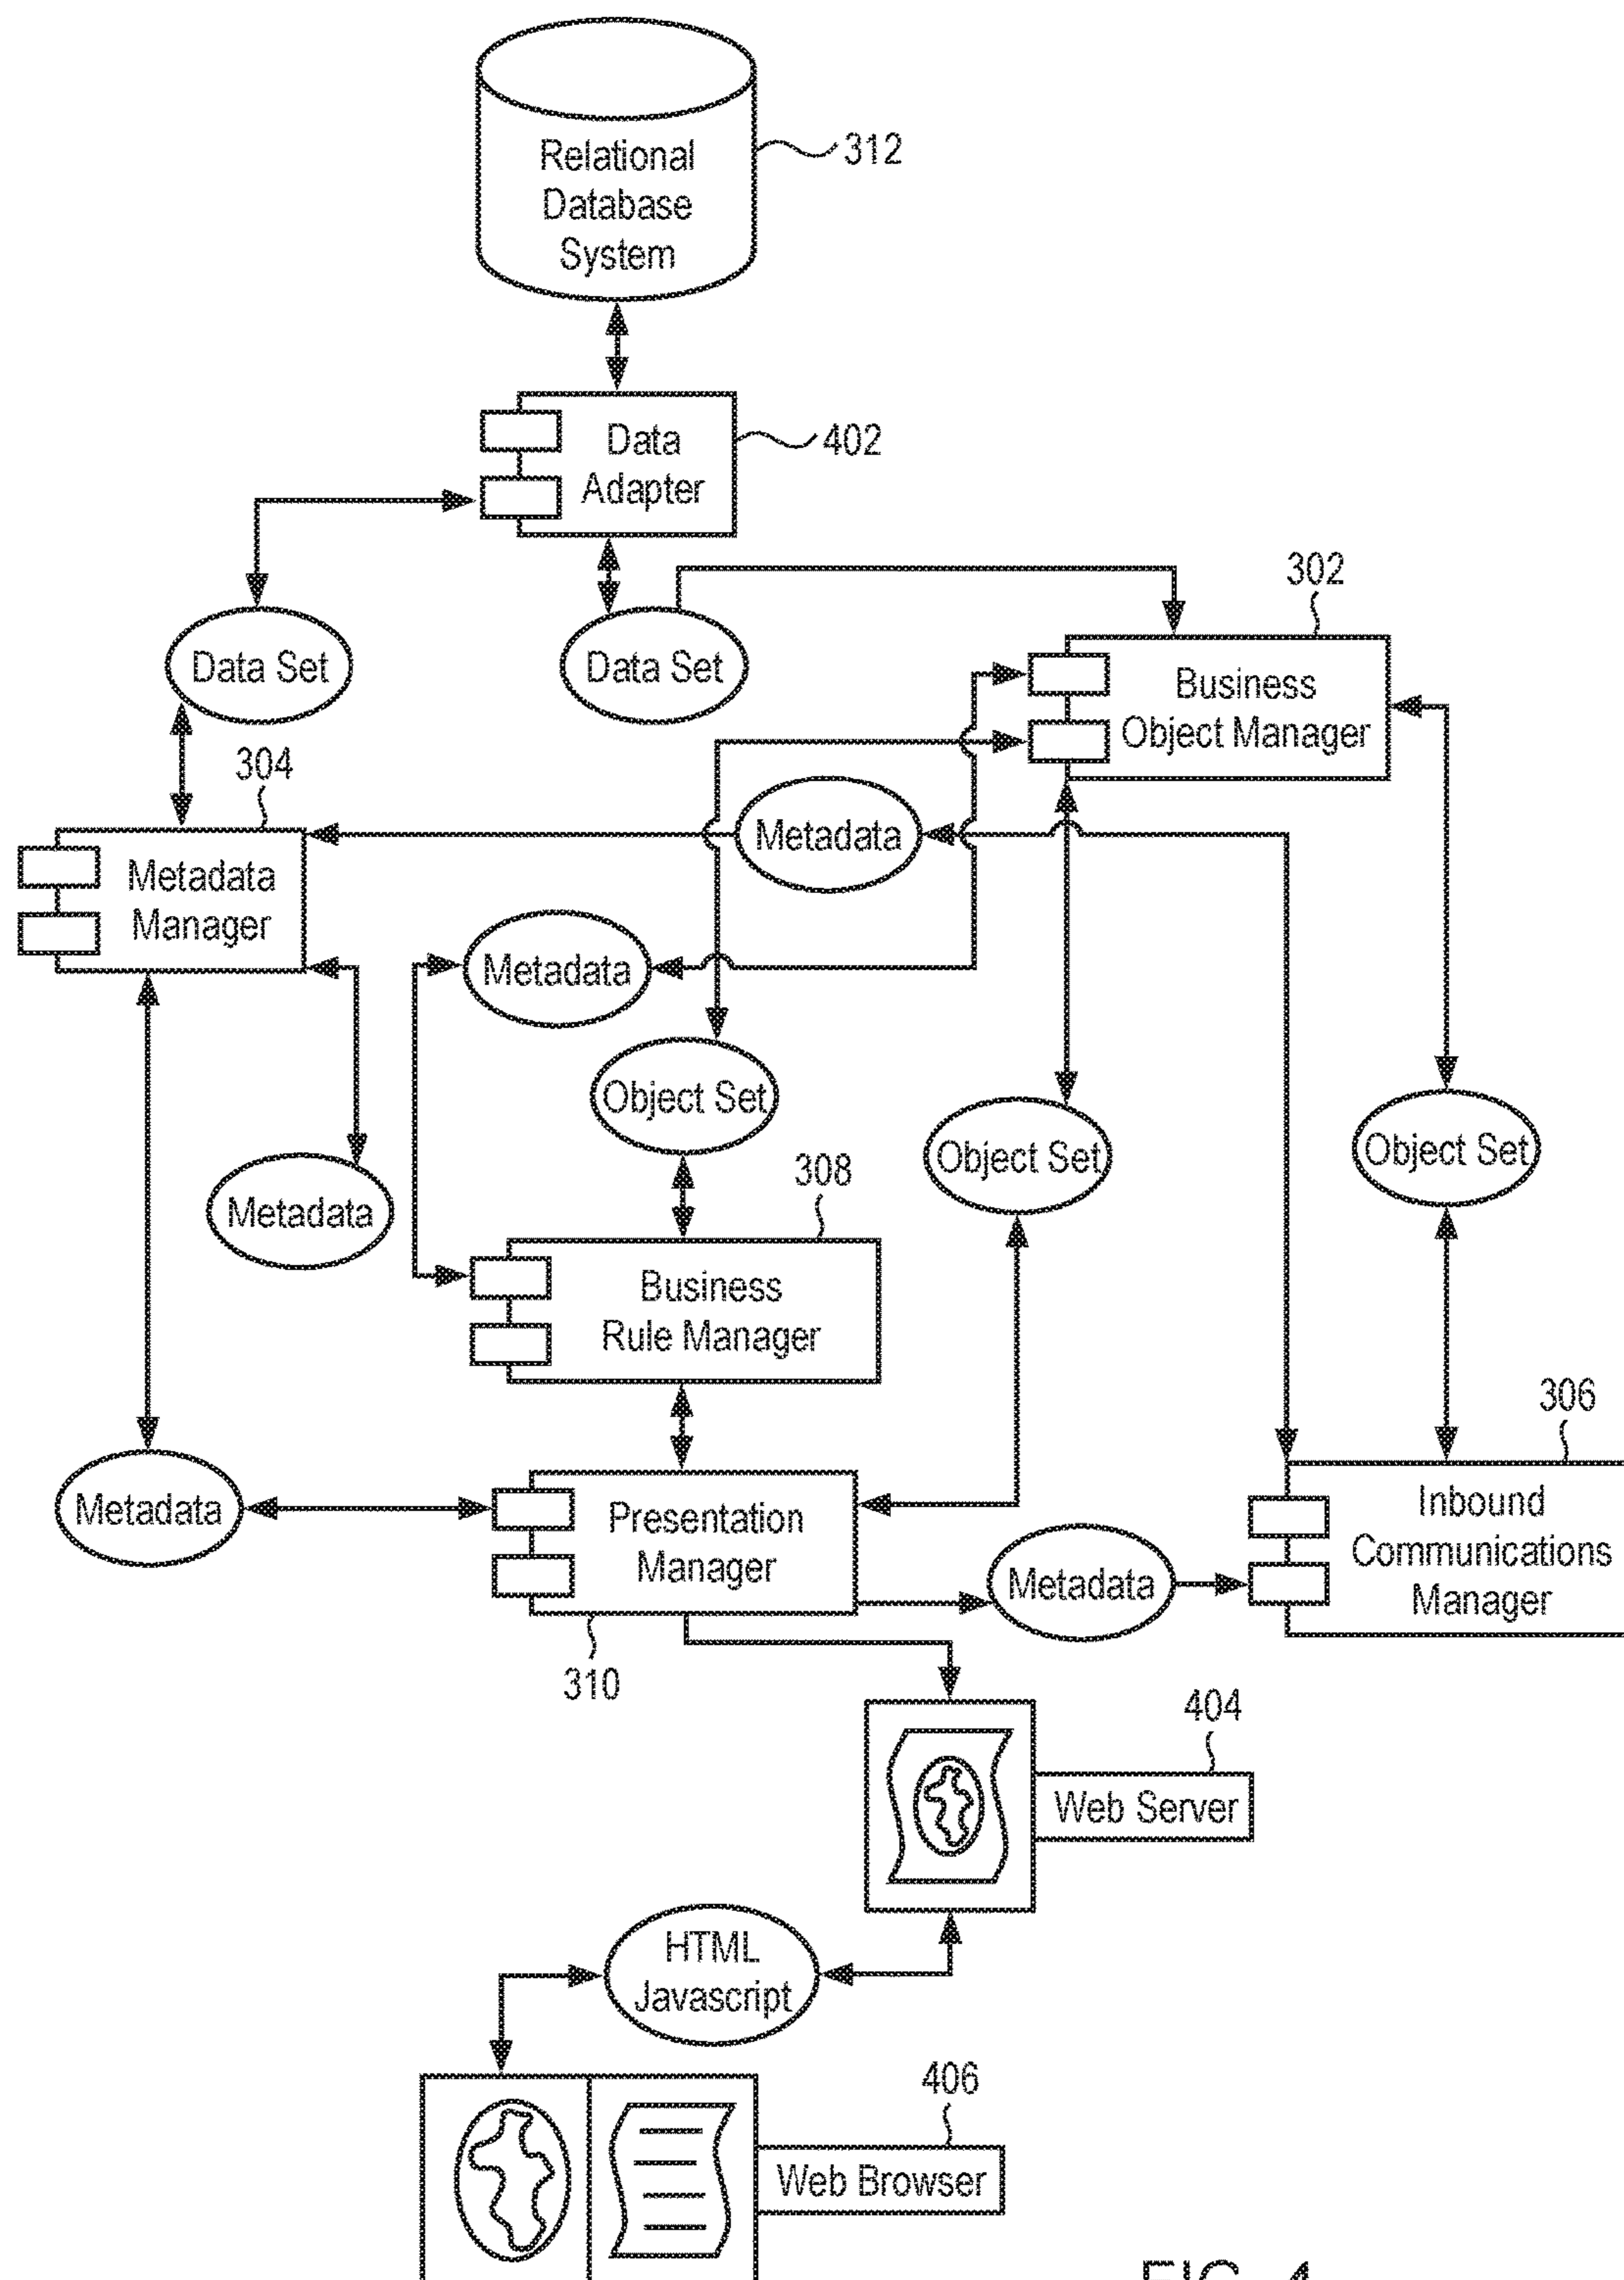 Relational
Database
System
312
Data
Adapter
402
302
Data Set
Data Set
Business
Object Manager
304
Metadata
Metadata
Manager
Metadata
Object Set
Object Set
Object Set
308
Metadata
Business
Rule Manager
306
Metadata
Presentation
Manager
Inbound
Communications
Manager
Metadata
310
404
Web Server
HTML
Javascript
406
Web Browser
FIG. 4